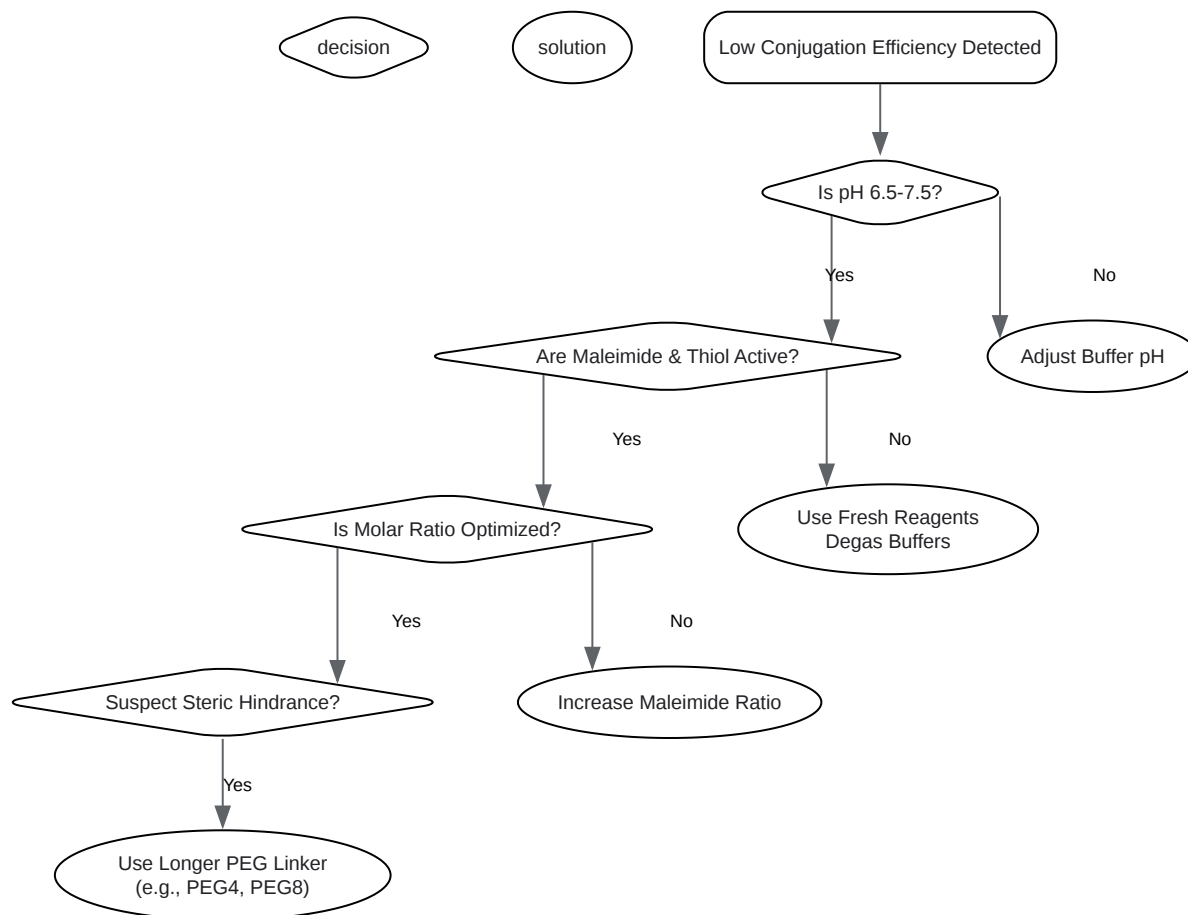 decision
solution
Low Conjugation Efficiency Detected
Is pH 6.5-7.5?
Yes
No
Are Maleimide & Thiol Active?
Adjust Buffer pH
Yes
No
Is Molar Ratio Optimized?
Use Fresh Reagents
Degas Buffers
Yes
No
Suspect Steric Hindrance?
Increase Maleimide Ratio
Yes
Use Longer PEG Linker
(e.g., PEG4, PEG8)